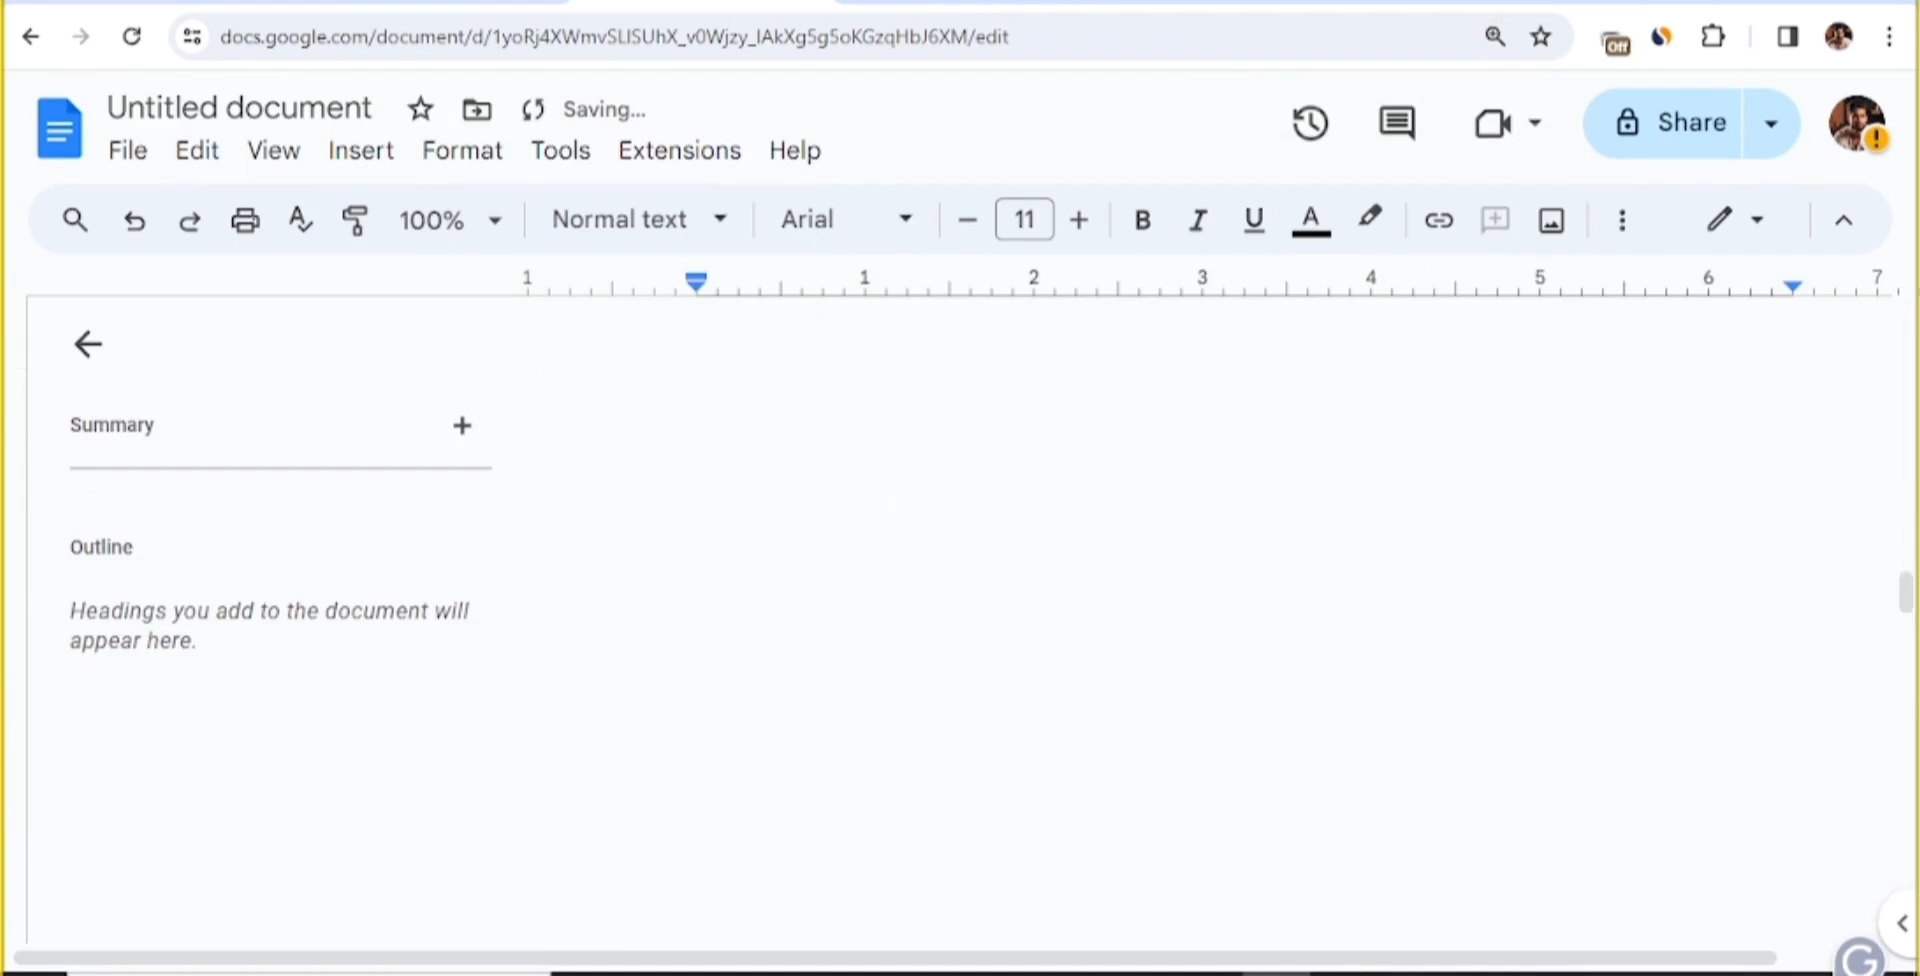 docs.google.com/document/d/1yoRj4XWmvSLlSUhX_v0Wjzy_lAkXg5g5oKGzqHbJ6XM/edit
Off
Untitled document Saving...
File Edit View Insert Format Tools Extensions Help
Share
100% Normal text Arial 11 B I U A
1 1 2 3 4 5 6 7
Summary
Outline
Headings you add to the document will
appear here.